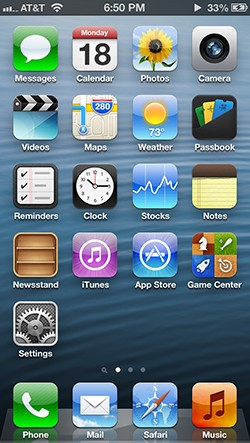 AT&T 6:50 PM 33%
Monday
18
280
73°
Messages Calendar Photos Camera
Videos Maps Weather Passbook
Reminders Clock Stocks Notes
Newsstand iTunes App Store Game Center
Settings
Phone Mail Safari Music